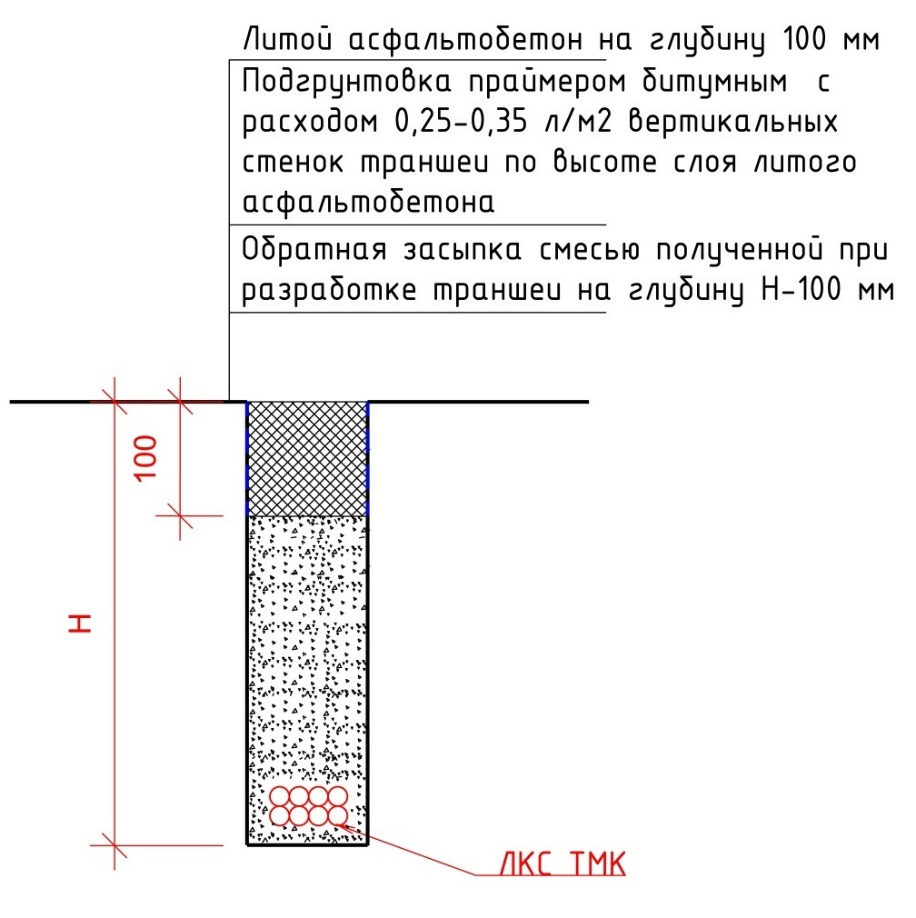 Литой асфальтобетон на глубину 100 мм
Подгрунтовка праймером битумным с
расходом 0,25-0,35 л/м2 вертикальных
стенок траншеи по высоте слоя литого
асфальтобетона
Обратная засыпка смесью полученной при
разработке траншеи на глубину Н-100 мм
100
Н
ЛКС ТМК